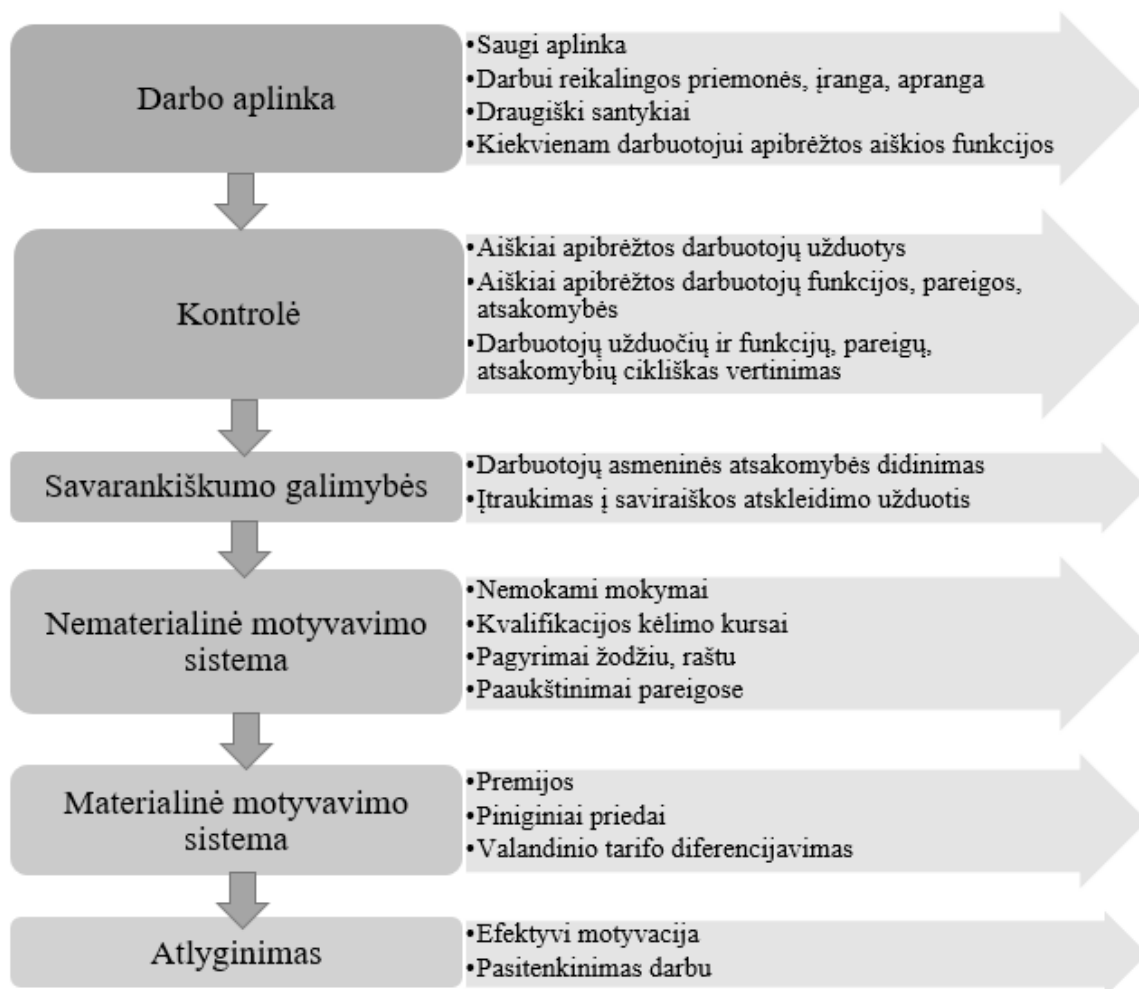 Darbo aplinka
•Saugi aplinka
•Darbui reikalingos priemonės, įranga, apranga
•Draugiški santykiai
•Kiekvienam darbuotojui apibrėžtos aiškios funkcijos
Kontrolė
•Aiškiai apibrėžtos darbuotojų užduotys
•Aiškiai apibrėžtos darbuotojų funkcijos, pareigos,
atsakomybės
•Darbuotojų užduočių ir funkcijų, pareigų,
atsakomybių cikliškas vertinimas
Savarankiškumo galimybės
•Darbuotojų asmeninės atsakomybės didinimas
•Įtraukimas į saviraiškos atskleidimo užduotis
Nematerialinė motyvavimo
sistema
•Nemokami mokymai
•Kvalifikacijos kėlimo kursai
•Pagyrimai žodžiu, raštu
•Paaukštinimai pareigose
Materialinė motyvavimo
sistema
•Premijos
•Piniginiai priedai
•Valandinio tarifo diferencijavimas
Atlyginimas
•Efektyvi motyvacija
•Pasitenkinimas darbu